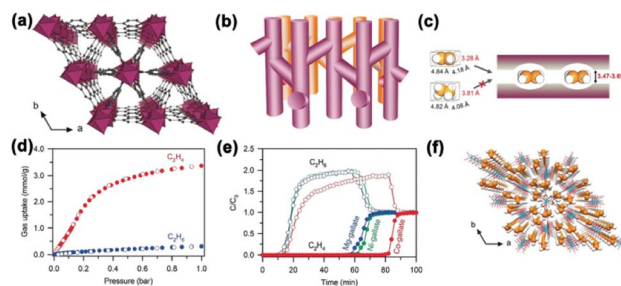 (a)
b
a
(b)
(c)
3.28 Å
4.84 Å 4.18 Å
3.81 Å
4.82 Å 4.08 Å
(d)
Gas uptake (mmol/g)
4.0
3.0
2.0
1.0
0.0
C₂H₄
C₂H₆
0.0 0.2 0.4 0.6 0.8 1.0
Pressure (bar)
(e)
C/C₀
3
2
1
0
C₂H₆
C₂H₄
Mg-gallate
Ni-gallate
Co-gallate
0 20 40 60 80 100
Time (min)
(f)
b
a